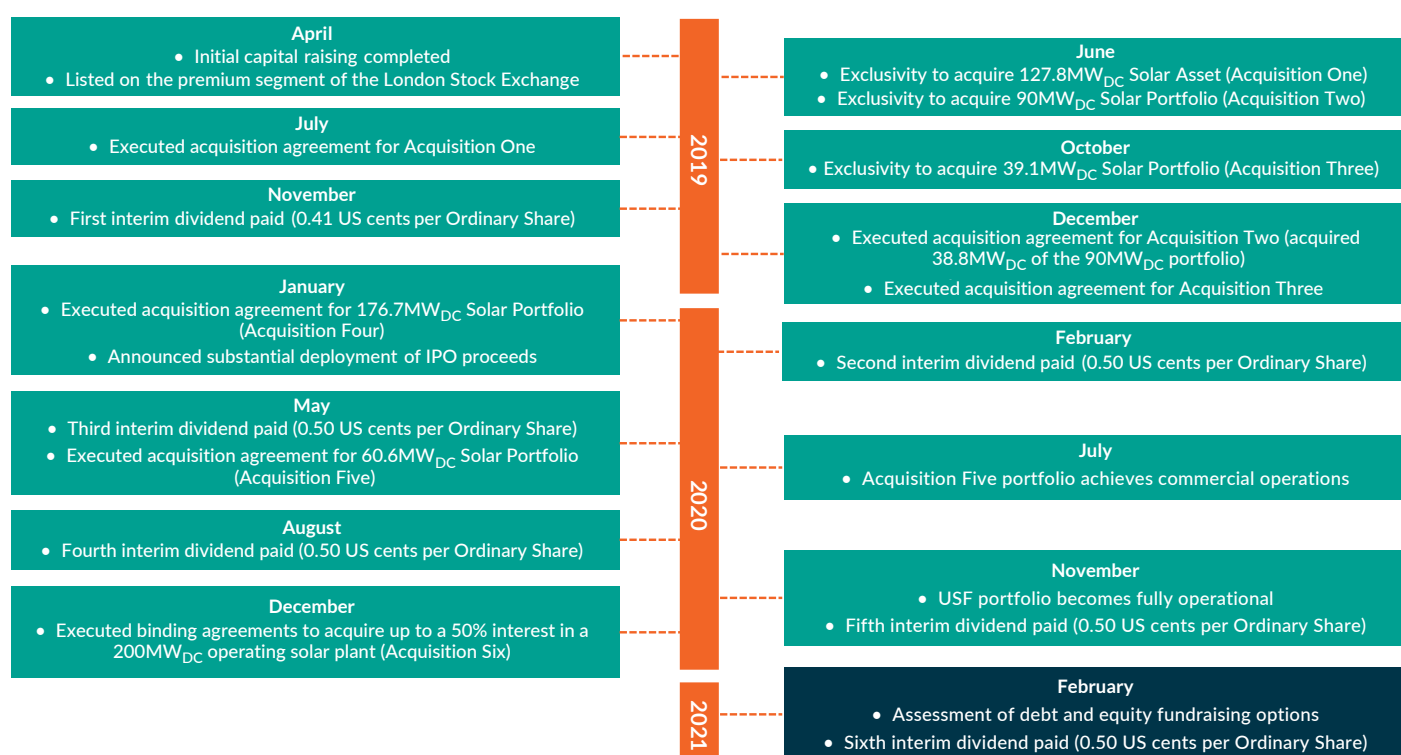 April
• Initial capital raising completed
• Listed on the premium segment of the London Stock Exchange
June
• Exclusivity to acquire 127.8MWDC Solar Asset (Acquisition One)
• Exclusivity to acquire 90MWDC Solar Portfolio (Acquisition Two)
July
• Executed acquisition agreement for Acquisition One
2019
October
• Exclusivity to acquire 39.1MWDC Solar Portfolio (Acquisition Three)
November
• First interim dividend paid (0.41 US cents per Ordinary Share)
December
• Executed acquisition agreement for Acquisition Two (acquired
38.8MWDC of the 90MWDC portfolio)
• Executed acquisition agreement for Acquisition Three
January
• Executed acquisition agreement for 176.7MWDC Solar Portfolio
(Acquisition Four)
• Announced substantial deployment of IPO proceeds
February
• Second interim dividend paid (0.50 US cents per Ordinary Share)
May
• Third interim dividend paid (0.50 US cents per Ordinary Share)
• Executed acquisition agreement for 60.6MWDC Solar Portfolio
(Acquisition Five)
2020
July
• Acquisition Five portfolio achieves commercial operations
August
• Fourth interim dividend paid (0.50 US cents per Ordinary Share)
November
• USF portfolio becomes fully operational
• Fifth interim dividend paid (0.50 US cents per Ordinary Share)
December
• Executed binding agreements to acquire up to a 50% interest in a
200MWDC operating solar plant (Acquisition Six)
2021
February
• Assessment of debt and equity fundraising options
• Sixth interim dividend paid (0.50 US cents per Ordinary Share)